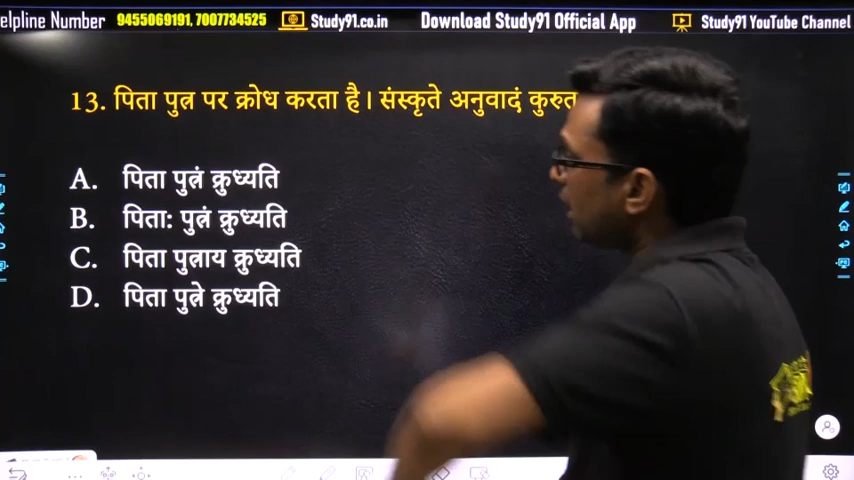 elpline Number 9455069191, 7007734525 Study91.co.in Download Study91 Official App Study91 YouTube Channel
13. पिता पुत्र पर क्रोध करता है। संस्कृते अनुवादं कुरुत
A. पिता पुत्रं क्रुध्यति
B. पिता: पुत्रं क्रुध्यति
C. पिता पुत्राय क्रुध्यति
D. पिता पुत्रे क्रुध्यति